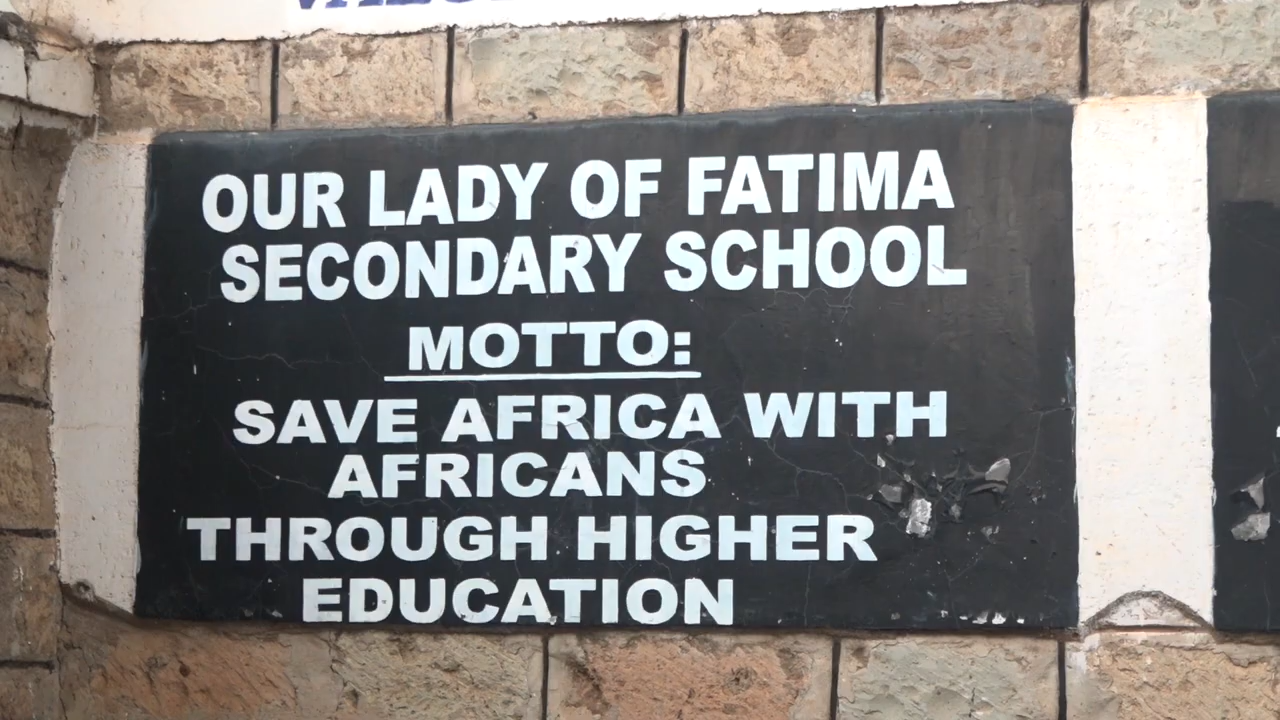 OUR LADY OF FATIMA
SECONDARY SCHOOL
MOTTO:
SAVE AFRICA WITH
AFRICANS
THROUGH HIGHER
EDUCATION